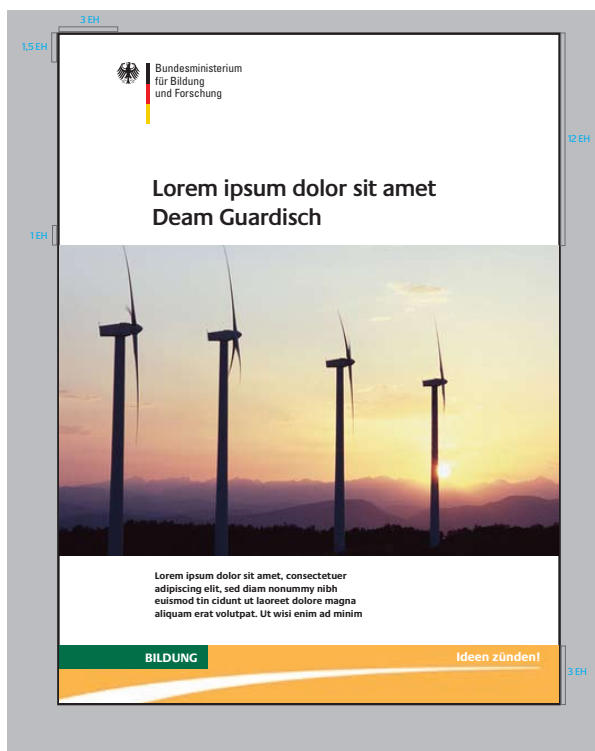 3 EH
1,5 EH
Bundesministerium
für Bildung
und Forschung
12 EH
Lorem ipsum dolor sit amet
Deam Guardisch
1 EH
Lorem ipsum dolor sit amet, consectetuer
adipiscing elit, sed diam nonummy nibh
euismod tin cidunt ut laoreet dolore magna
aliquam erat volutpat. Ut wisi enim ad minim
BILDUNG
Ideen zünden!
3 EH